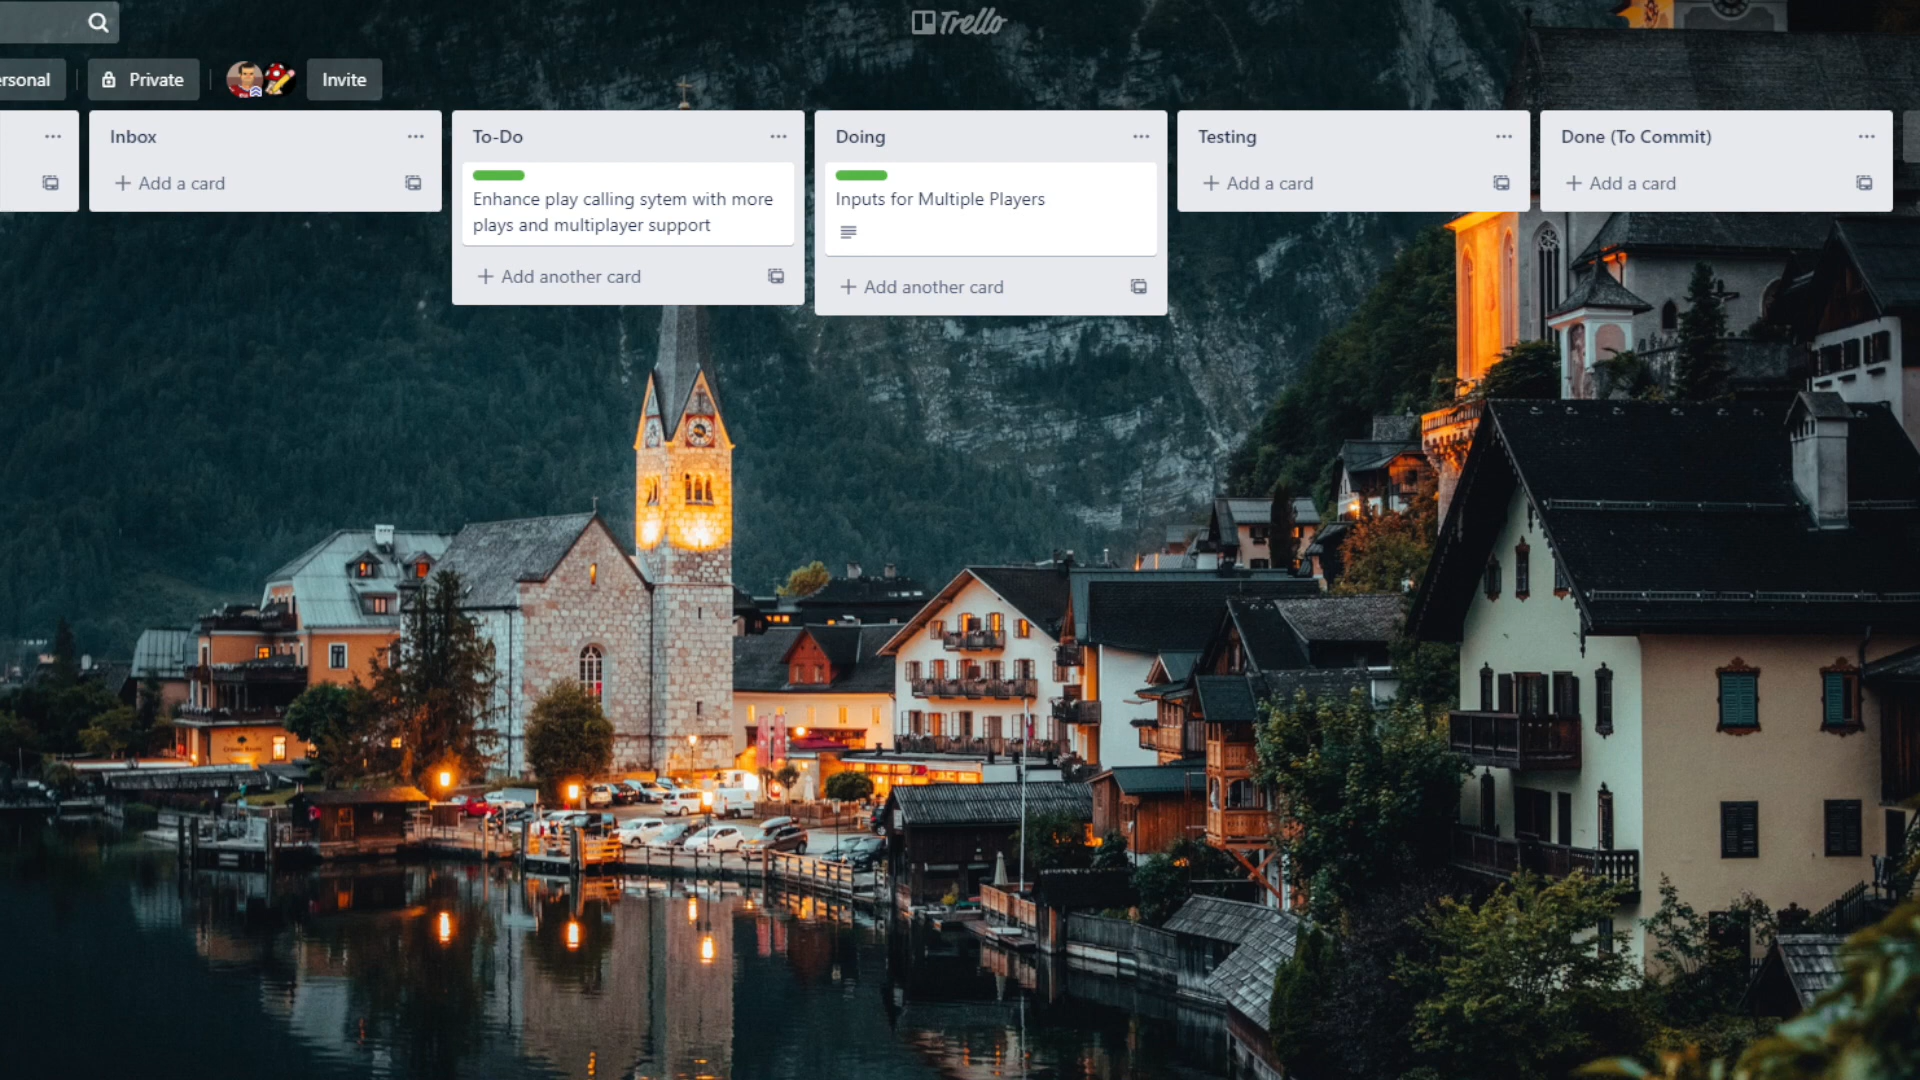 Trello
ersonal
Private
Invite
Inbox
+ Add a card
To-Do
Enhance play calling sytem with more
plays and multiplayer support
+ Add another card
Doing
Inputs for Multiple Players
+ Add another card
Testing
+ Add a card
Done (To Commit)
+ Add a card